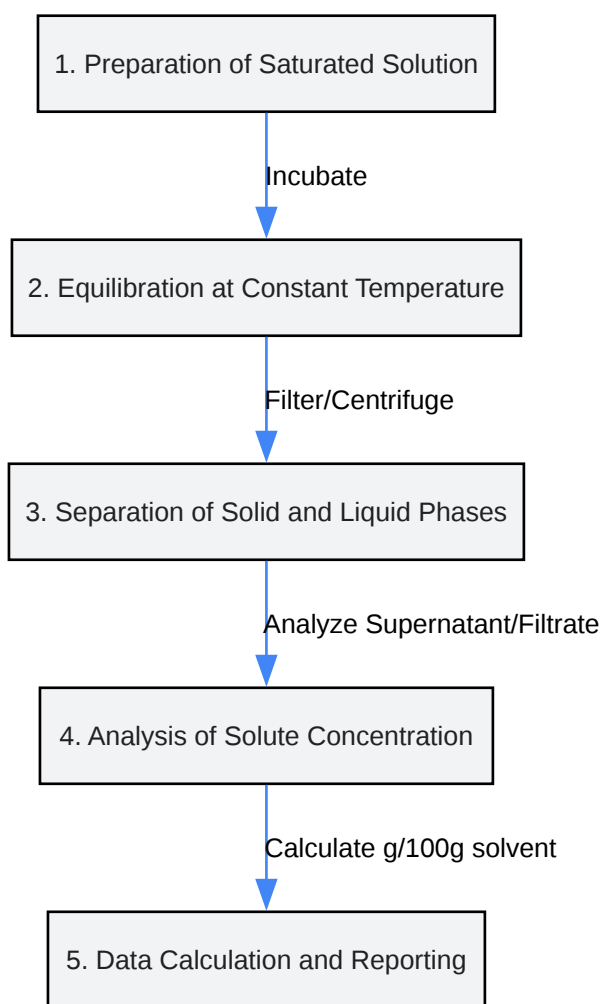 1. Preparation of Saturated Solution
Incubate
2. Equilibration at Constant Temperature
Filter/Centrifuge
3. Separation of Solid and Liquid Phases
Analyze Supernatant/Filtrate
4. Analysis of Solute Concentration
Calculate g/100g solvent
5. Data Calculation and Reporting